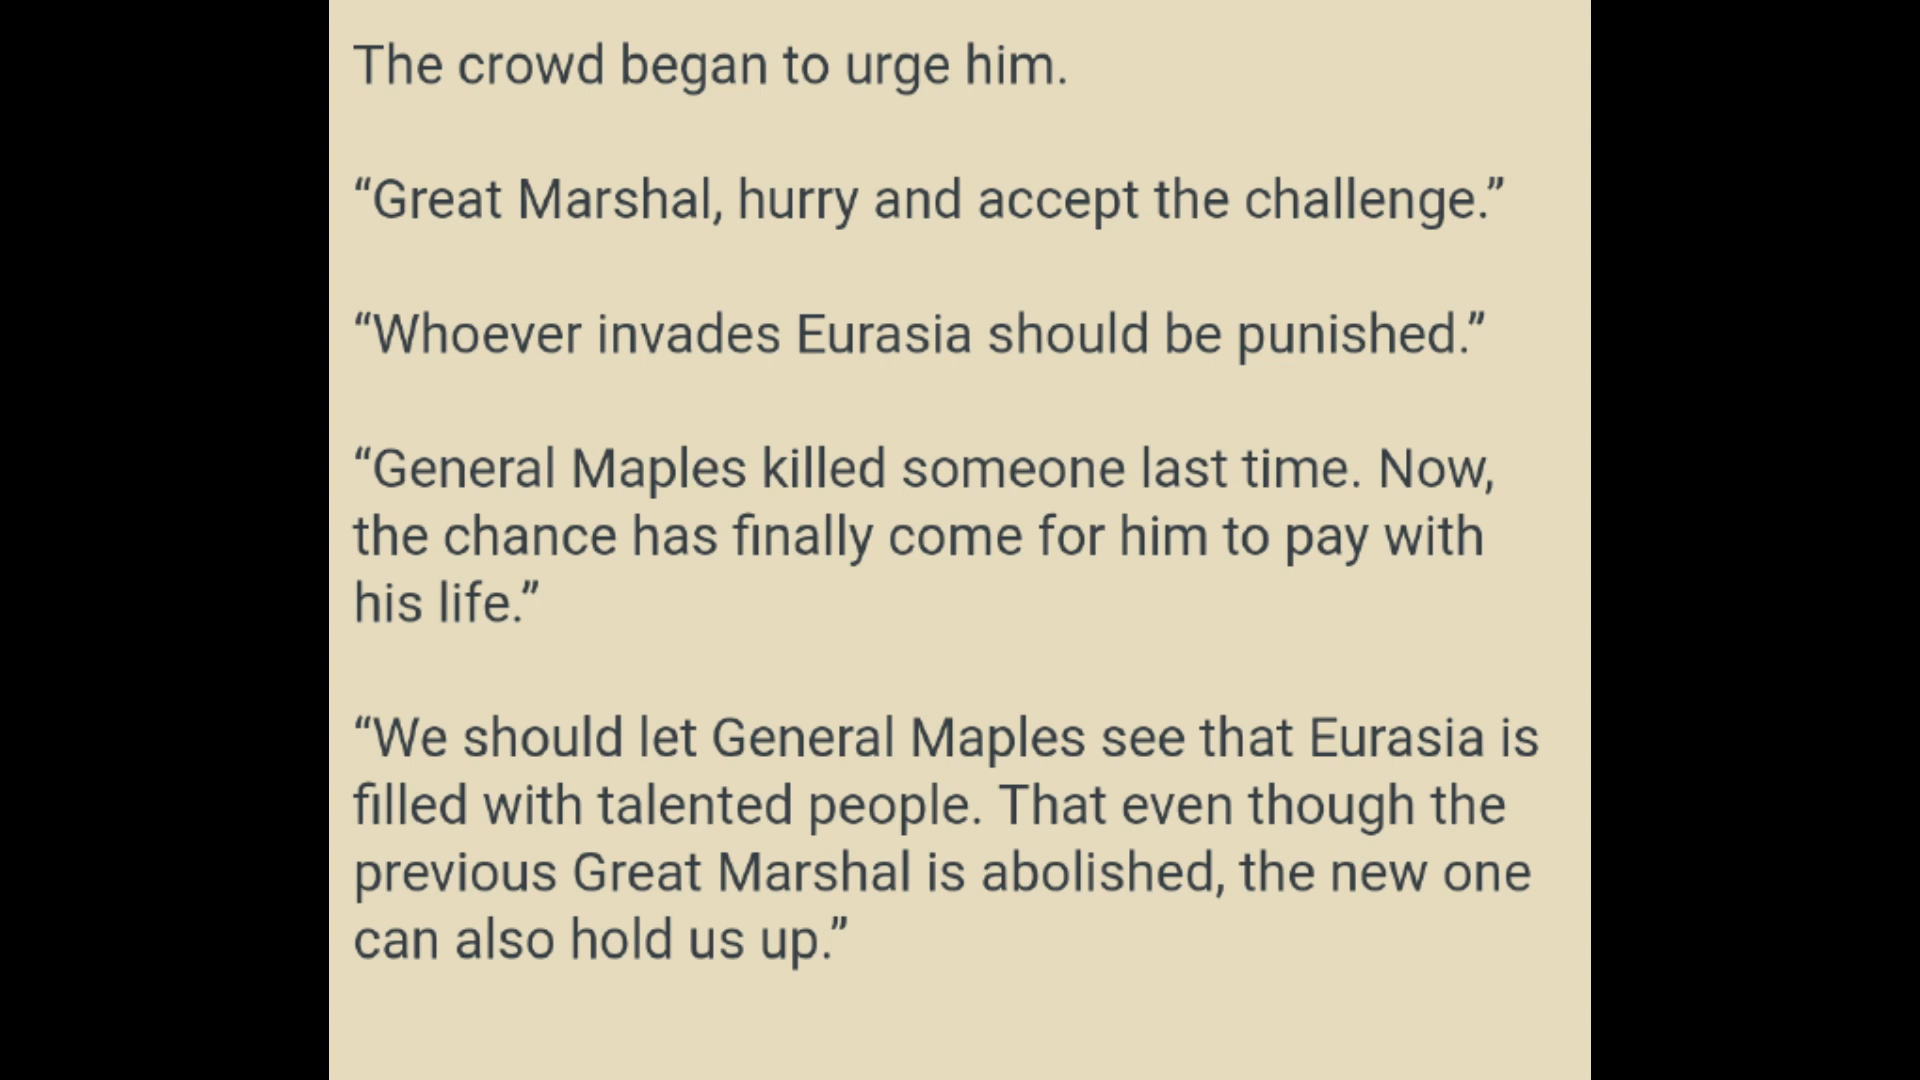 The crowd began to urge him.
“Great Marshal, hurry and accept the challenge.”
“Whoever invades Eurasia should be punished.”
“General Maples killed someone last time. Now,
the chance has finally come for him to pay with
his life.”
“We should let General Maples see that Eurasia is
filled with talented people. That even though the
previous Great Marshal is abolished, the new one
can also hold us up.”